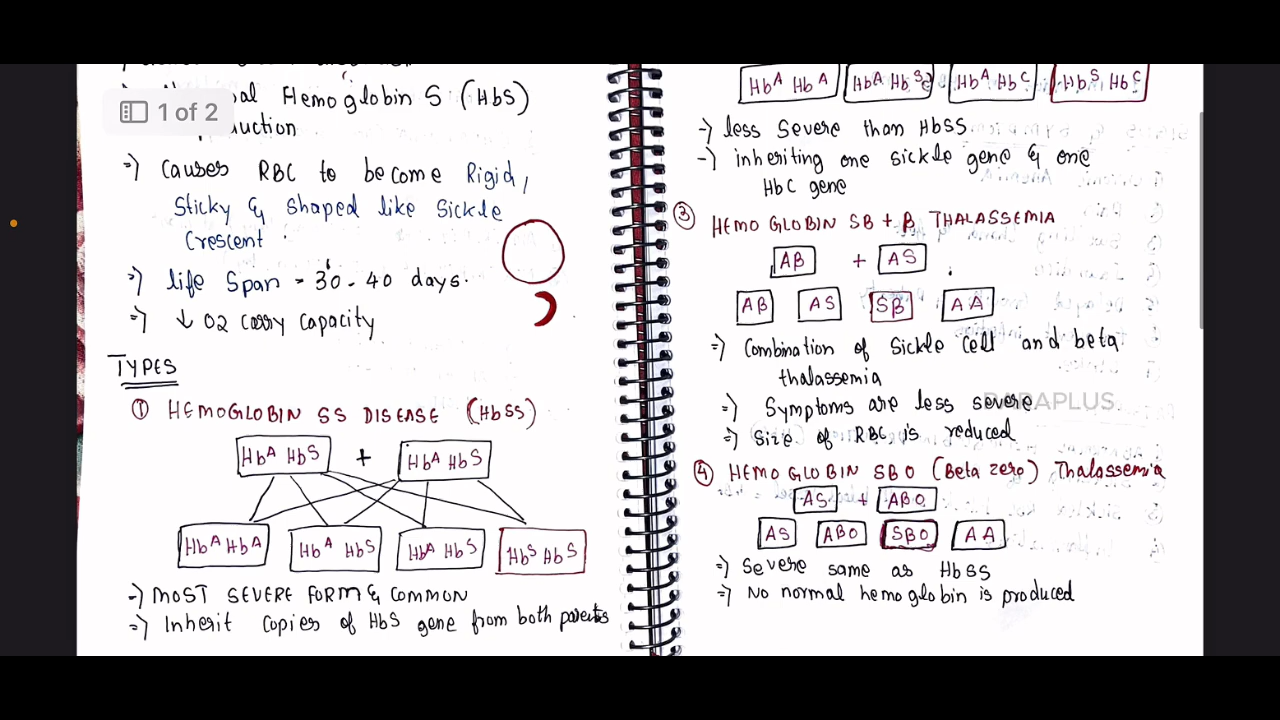 1 of 2
Hemoglobin S (HbS)
=) Causes RBC to become Rigid,
Sticky & Shaped like Sickle
Crescent
=) life Span - 30 - 40 days.
=) ↓ O2 carry capacity
TYPES
① HEMOGLOBIN SS DISEASE (HbSS)
HbA HbS + HbA HbS
HbA HbA HbA HbS HbA HbS HbS HbS
=) MOST SEVERE FORM & COMMON
=) Inherit Copies of HbS gene from both parents
HbA HbA HbA HbS HbA HbC HbS HbC
-) less Severe than HbSS
-) inheriting one Sickle gene & one
HbC gene
③ HEMOGLOBIN SB + β THALASSEMIA
Aβ + AS
AB AS Sβ AA
=) Combination of Sickle Cell and beta
thalassemia
=) Symptoms are less severe
PARAPLUS
=) Size of RBC is reduced
④ HEMOGLOBIN SBO (Beta zero) Thalassemia
AS + ABO
AS ABO SBO AA
=) Severe same as HbSS
=) No normal hemoglobin is produced